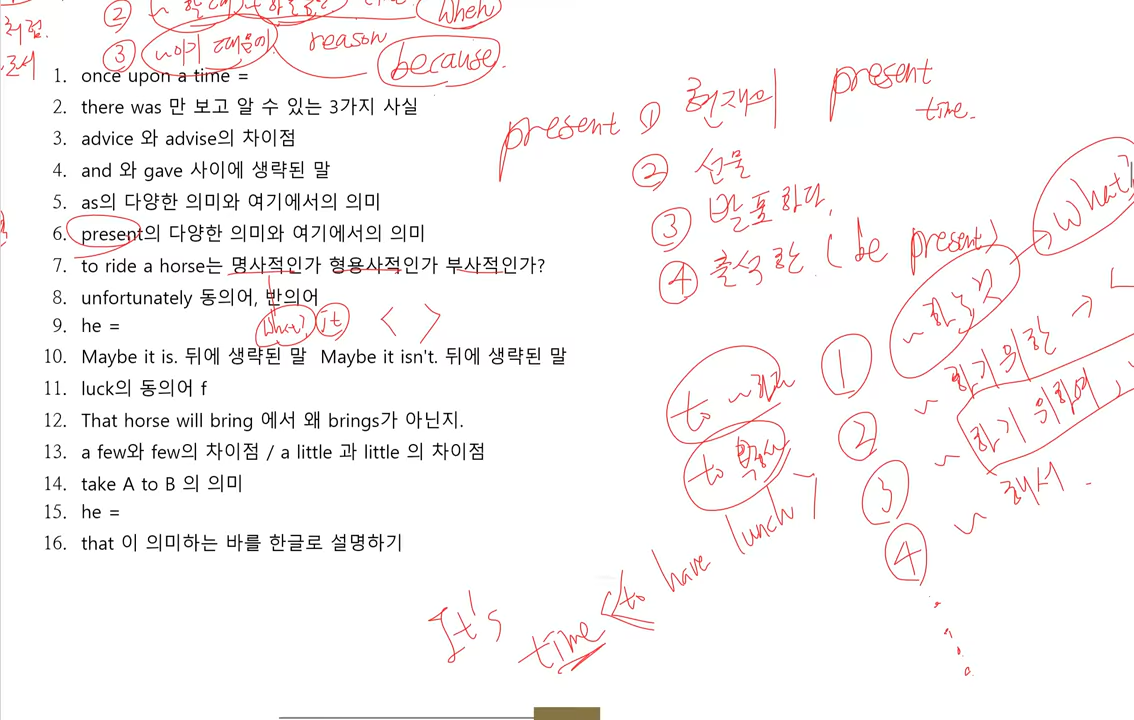 ② when
처럼.
③ ~이기 때문에. reason because.
로서
1. once upon a time =
2. there was 만 보고 알 수 있는 3가지 사실
3. advice 와 advise의 차이점
4. and 와 gave 사이에 생략된 말
5. as의 다양한 의미와 여기에서의 의미
6. present의 다양한 의미와 여기에서의 의미
7. to ride a horse는 명사적인가 형용사적인가 부사적인가?
8. unfortunately 동의어, 반의어
9. he =
10. Maybe it is. 뒤에 생략된 말 Maybe it isn't. 뒤에 생략된 말
11. luck의 동의어 f
12. That horse will bring 에서 왜 brings가 아닌지.
13. a few와 few의 차이점 / a little 과 little 의 차이점
14. take A to B 의 의미
15. he =
16. that 이 의미하는 바를 한글로 설명하기
what? it < >
present ① 현재의 present
time.
② 선물
③ 발표하다.
④ 출석한. (be present)
what?
① ~하는것
② ~하기위한 →
③ ~하기 위하여,
④ ~해서.
to
to 부정사
It's time <to have lunch>